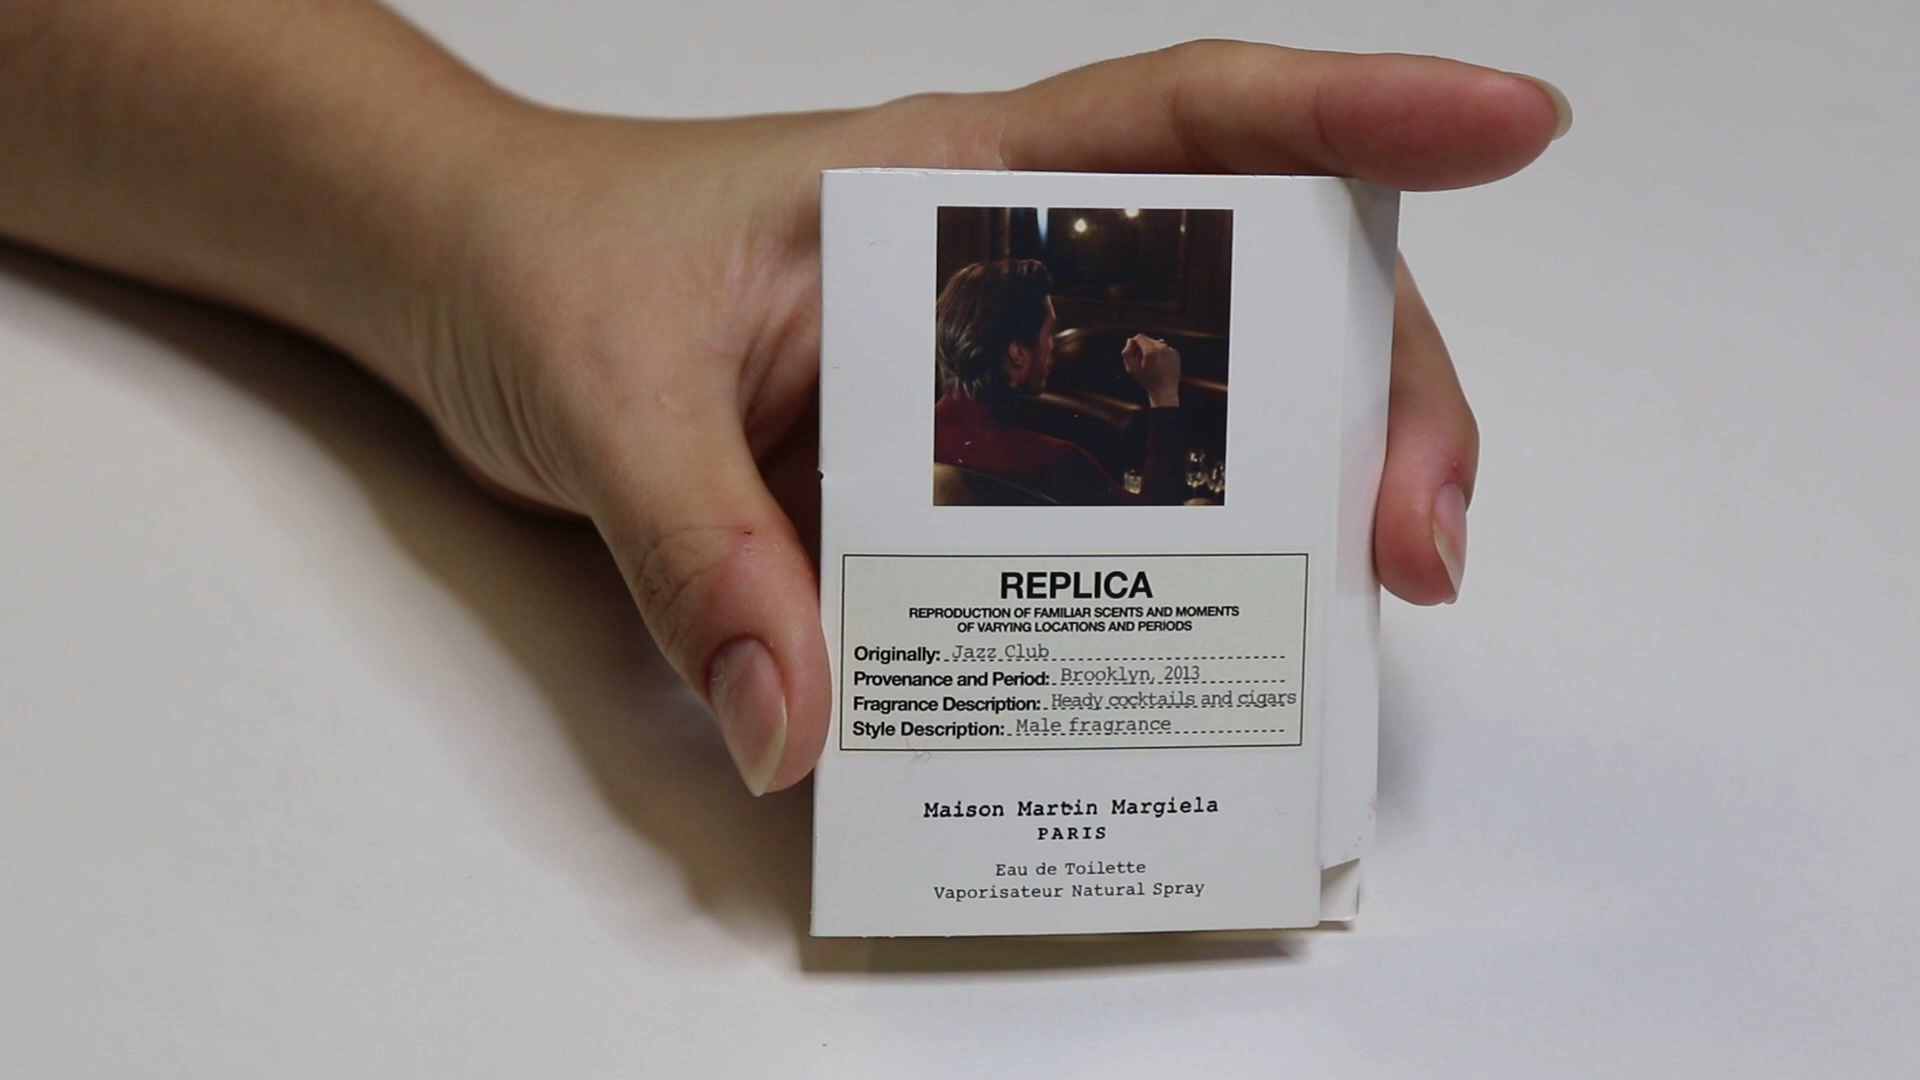 REPLICA
REPRODUCTION OF FAMILIAR SCENTS AND MOMENTS
OF VARYING LOCATIONS AND PERIODS
Originally: Jazz Club
Provenance and Period: Brooklyn, 2013
Fragrance Description: Heady cocktails and cigars
Style Description: Male fragrance
Maison Martin Margiela
PARIS
Eau de Toilette
Vaporisateur Natural Spray